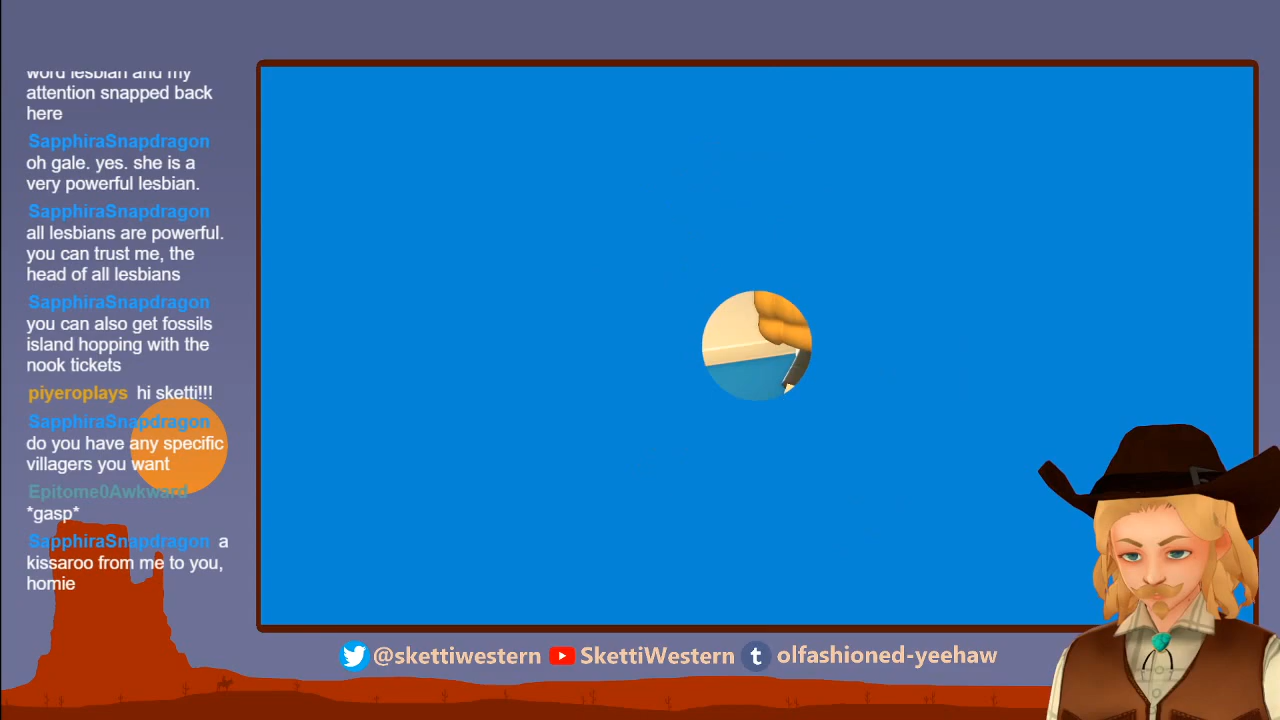 word lesbian and my
attention snapped back
here
SapphiraSnapdragon
oh gale. yes. she is a
very powerful lesbian.
SapphiraSnapdragon
all lesbians are powerful.
you can trust me, the
head of all lesbians
SapphiraSnapdragon
you can also get fossils
island hopping with the
nook tickets
piyeroplays hi sketti!!!
SapphiraSnapdragon
do you have any specific
villagers you want
Epitome0Awkward
*gasp*
SapphiraSnapdragon a
kissaroo from me to you,
homie
@skettiwestern SkettiWestern olfashioned-yeehaw